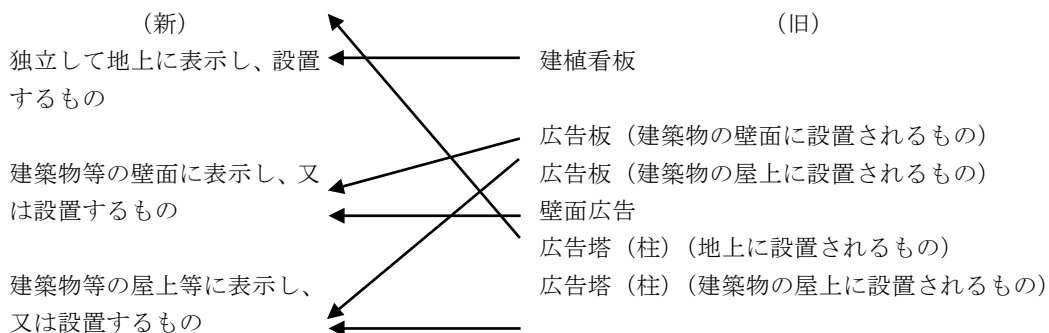 （新）
（旧）
独立して地上に表示し、設置
するもの
建築物等の壁面に表示し、又
は設置するもの
建築物等の屋上等に表示し、
又は設置するもの
建植看板
広告板（建築物の壁面に設置されるもの）
広告板（建築物の屋上に設置されるもの）
壁面広告
広告塔（柱）（地上に設置されるもの）
広告塔（柱）（建築物の屋上に設置されるもの）